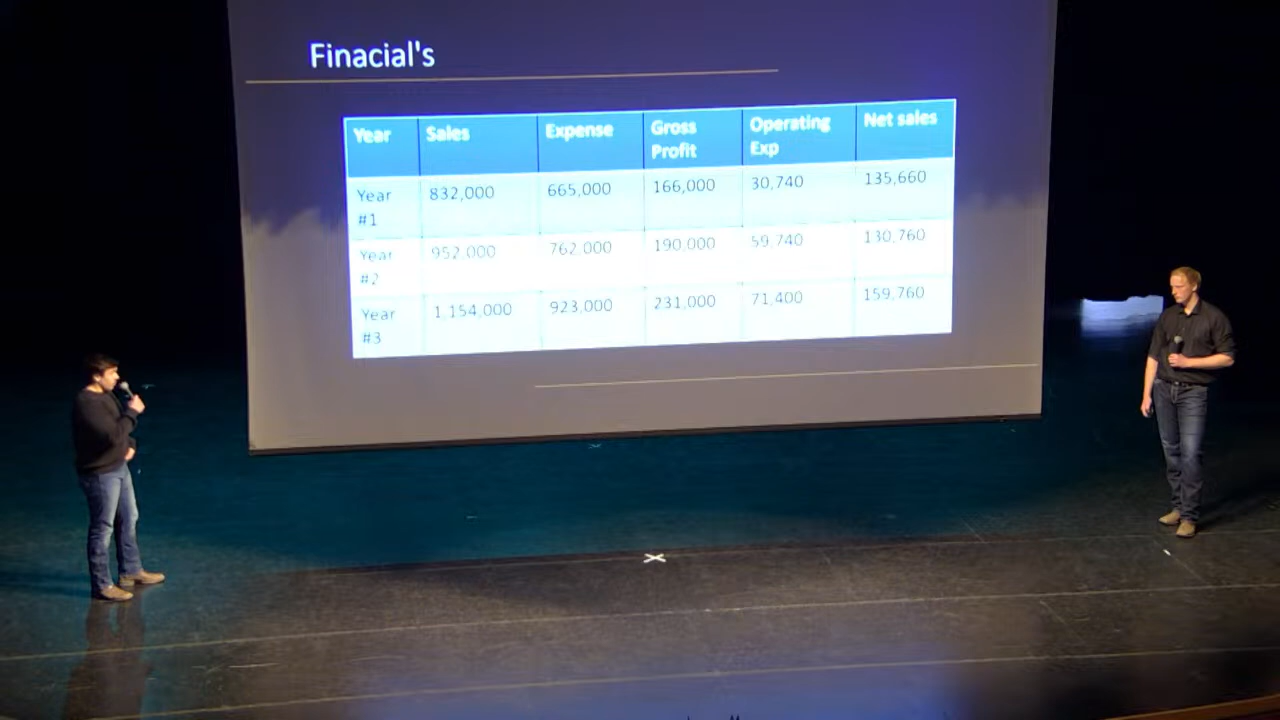 Finacial's
Year Sales Expense Gross Profit Operating Exp Net sales
Year #1 832,000 665,000 166,000 30,740 135,660
Year #2 952,000 762,000 190,000 59,740 130,760
Year #3 1,154,000 923,000 231,000 71,400 159,760